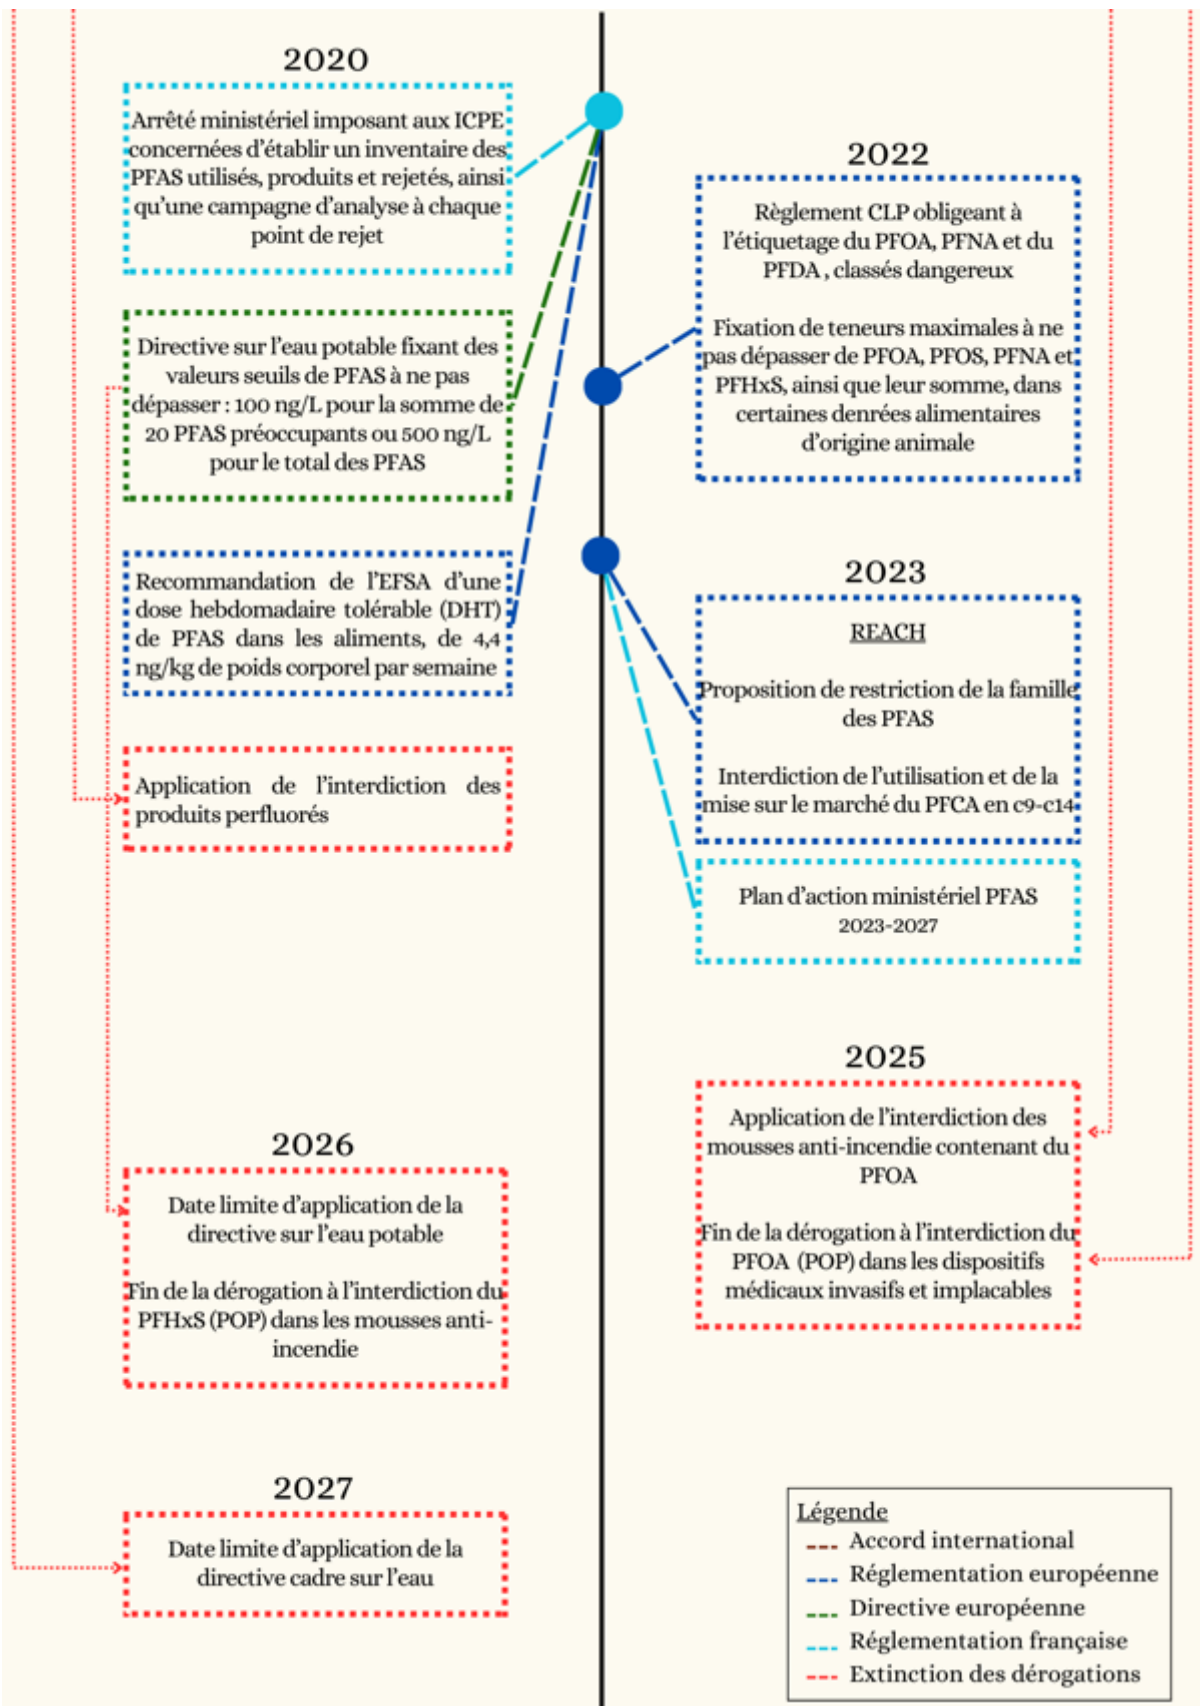 2020
Arrêté ministériel imposant aux ICPE
concernées d'établir un inventaire des
PFAS utilisés, produits et rejetés, ainsi
qu'une campagne d'analyse à chaque
point de rejet
Directive sur l'eau potable fixant des
valeurs seuils de PFAS à ne pas
dépasser : 100 ng/L pour la somme de
20 PFAS préoccupants ou 500 ng/L
pour le total des PFAS
Recommandation de l'EFSA d'une
dose hebdomadaire tolérable (DHT)
de PFAS dans les aliments, de 4,4
ng/kg de poids corporel par semaine
Application de l'interdiction des
produits perfluorés
2022
Règlement CLP obligeant à
l'étiquetage du PFOA, PFNA et du
PFDA , classés dangereux
Fixation de teneurs maximales à ne
pas dépasser de PFOA, PFOS, PFNA et
PFHxS, ainsi que leur somme, dans
certaines denrées alimentaires
d'origine animale
2023
REACH
Proposition de restriction de la famille
des PFAS
Interdiction de l'utilisation et de la
mise sur le marché du PFCA en c9-c14
Plan d'action ministériel PFAS
2023-2027
2025
Application de l'interdiction des
mousses anti-incendie contenant du
PFOA
Fin de la dérogation à l'interdiction du
PFOA (POP) dans les dispositifs
médicaux invasifs et implacables
2026
Date limite d'application de la
directive sur l'eau potable
Fin de la dérogation à l'interdiction du
PFHxS (POP) dans les mousses anti-
incendie
2027
Date limite d'application de la
directive cadre sur l'eau
Légende
Accord international
Réglementation européenne
Directive européenne
Réglementation française
Extinction des dérogations